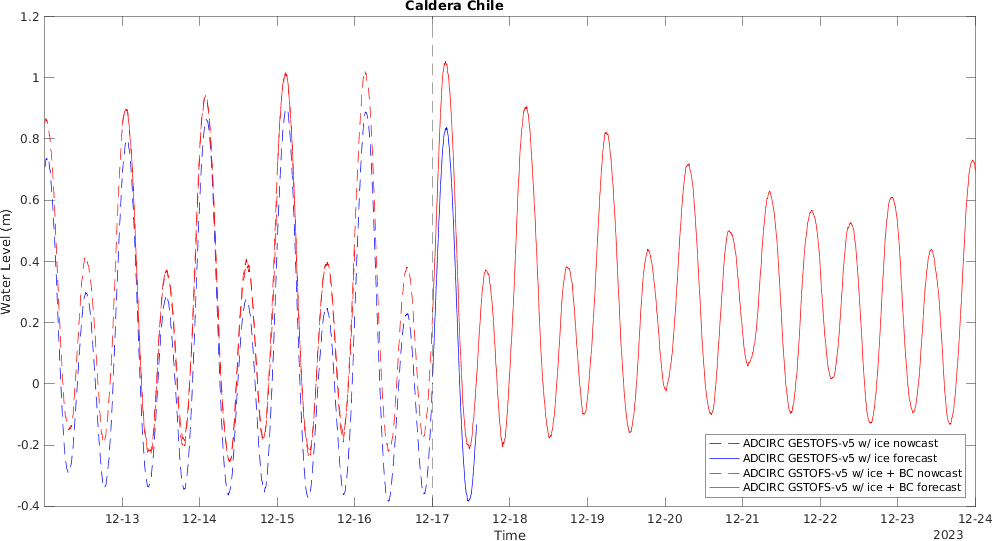 Caldera Chile
1.2
1
0.8
0.6
0.4
0.2
0
-0.2
-0.4
Water Level (m)
12-13 12-14 12-15 12-16 12-17 12-18 12-19 12-20 12-21 12-22 12-23 12-24
Time
2023
ADCIRC GESTOFS-v5 w/ ice nowcast
ADCIRC GESTOFS-v5 w/ ice forecast
ADCIRC GSTOFS-v5 w/ ice + BC nowcast
ADCIRC GSTOFS-v5 w/ ice + BC forecast